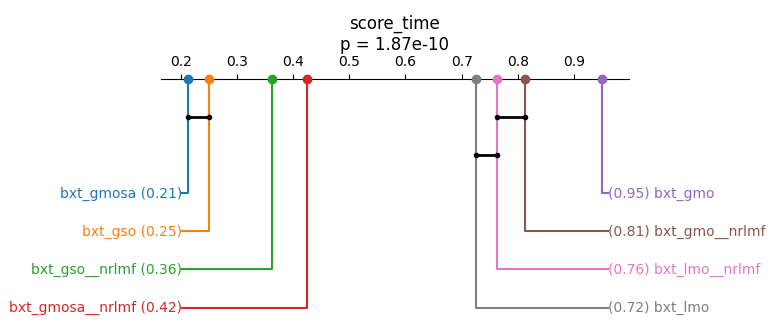 score_time
p = 1.87e-10
0.2 0.3 0.4 0.5 0.6 0.7 0.8 0.9
bxt_gmosa (0.21) (0.95) bxt_gmo
bxt_gso (0.25) (0.81) bxt_gmo__nrlmf
bxt_gso__nrlmf (0.36) (0.76) bxt_lmo__nrlmf
bxt_gmosa__nrlmf (0.42) (0.72) bxt_lmo